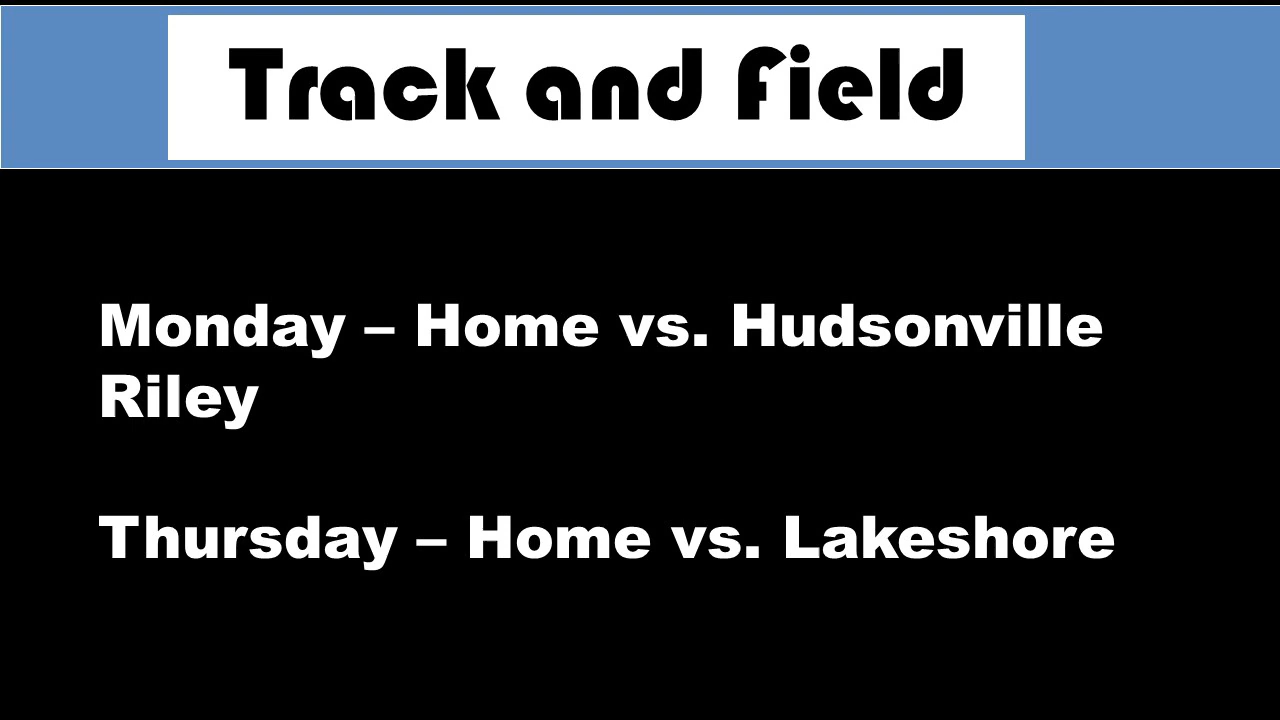 Track and Field
Monday – Home vs. Hudsonville
Riley
Thursday – Home vs. Lakeshore